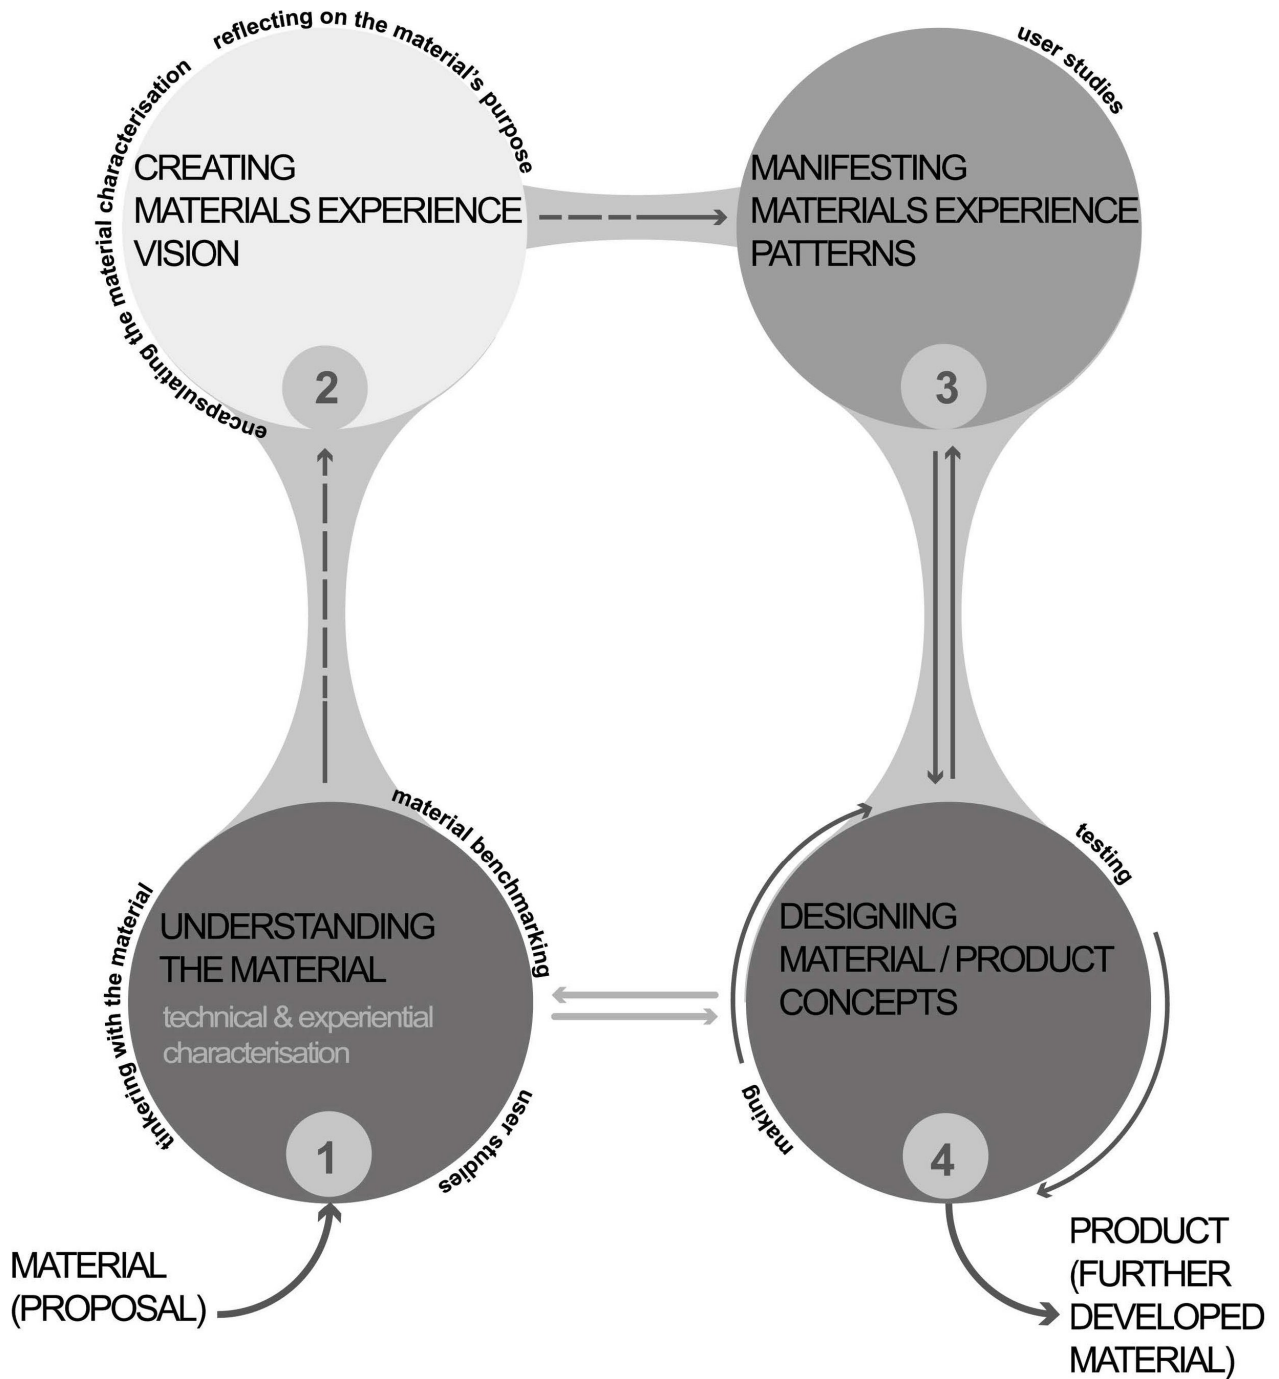 reflecting on the material's purpose
encapsulating the material characterisation
CREATING
MATERIALS EXPERIENCE
VISION
2
user studies
MANIFESTING
MATERIALS EXPERIENCE
PATTERNS
3
material benchmarking
tinkering with the material
UNDERSTANDING
THE MATERIAL
technical & experiential
characterisation
user studies
1
testing
DESIGNING
MATERIAL / PRODUCT
CONCEPTS
making
4
MATERIAL
(PROPOSAL)
PRODUCT
(FURTHER
DEVELOPED
MATERIAL)